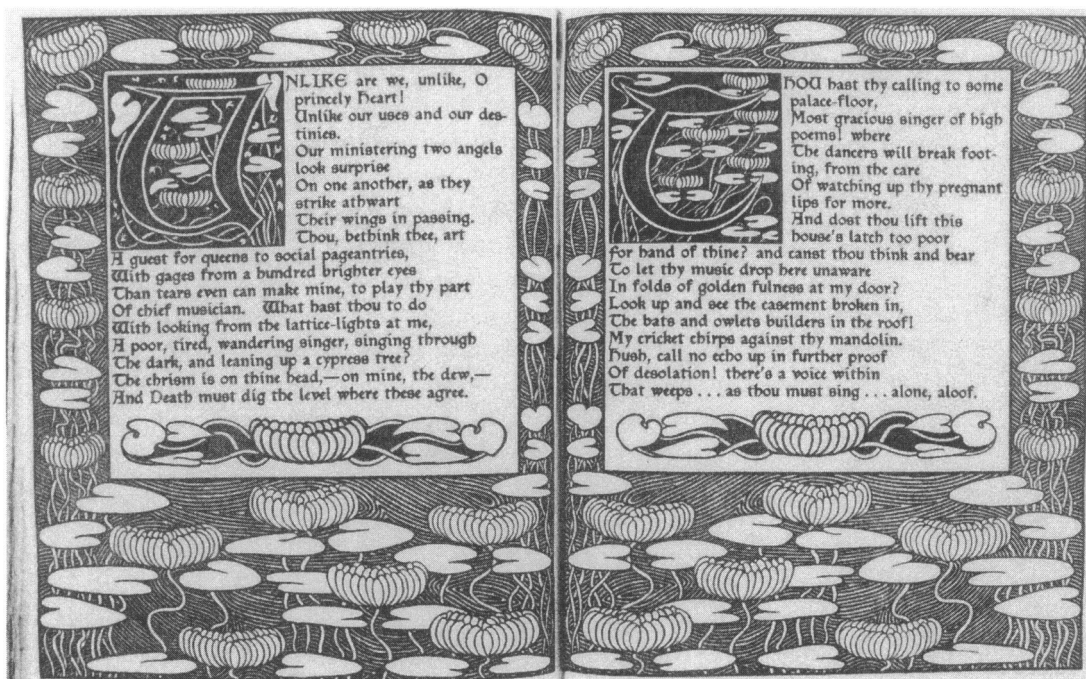 UNLIKE are we, unlike, O
princely heart!
Unlike our uses and our des-
tinies.
Our ministering two angels
look surprise
On one another, as they
strike athwart
Their wings in passing.
Thou, bethink thee, art
A guest for queens to social pageantries,
With gages from a hundred brighter eyes
Than tears even can make mine, to play thy part
Of chief musician. What hast thou to do
With looking from the lattice-lights at me,
A poor, tired, wandering singer, singing through
The dark, and leaning up a cypress tree?
The chrism is on thine head,—on mine, the dew,—
And Death must dig the level where these agree.
THOU hast thy calling to some
palace-floor,
Most gracious singer of high
poems! where
The dancers will break foot-
ing, from the care
Of watching up thy pregnant
lips for more.
And dost thou lift this
house's latch too poor
For hand of thine? and canst thou think and bear
To let thy music drop here unaware
In folds of golden fulness at my door?
Look up and see the casement broken in,
The bats and owlets builders in the roof!
My cricket chirps against thy mandolin.
Hush, call no echo up in further proof
Of desolation! there's a voice within
That weeps . . . as thou must sing . . . alone, aloof.